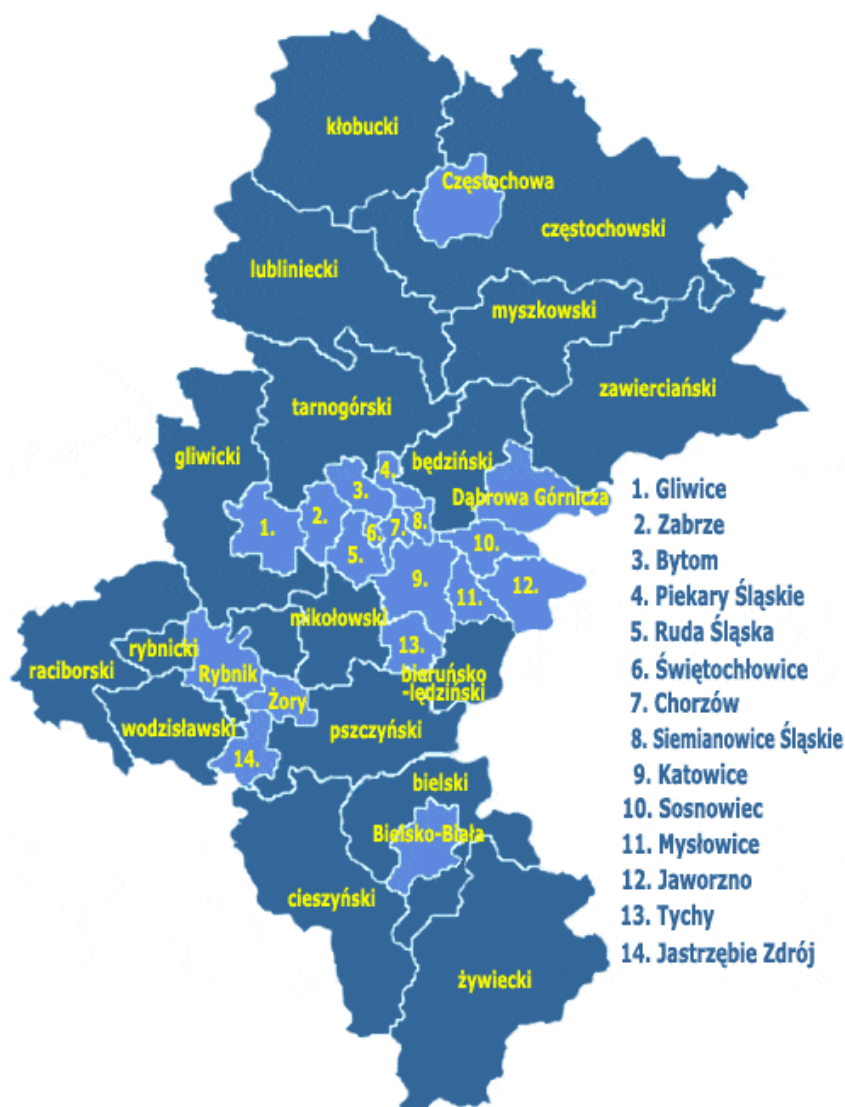 kłobucki
Częstochowa
częstochowski
lubliniecki
myszkowski
zawierciański
tarnogórski
gliwicki
będziński
4.
Dąbrowa Górnicza
3.
2.
1.
6.
7.
8.
5.
10.
9.
11.
12.
mikołowski
13.
rybnicki
raciborski
Rybnik
bieruńsko
-lędziński
Żory
wodzisławski
pszczyński
14.
bielski
Bielsko-Biała
cieszyński
żywiecki
1. Gliwice
2. Zabrze
3. Bytom
4. Piekary Śląskie
5. Ruda Śląska
6. Świętochłowice
7. Chorzów
8. Siemianowice Śląskie
9. Katowice
10. Sosnowiec
11. Mysłowice
12. Jaworzno
13. Tychy
14. Jastrzębie Zdrój